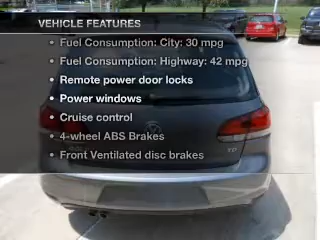 VEHICLE FEATURES
• Fuel Consumption: City: 30 mpg
• Fuel Consumption: Highway: 42 mpg
• Remote power door locks
• Power windows
• Cruise control
• 4-wheel ABS Brakes
• Front Ventilated disc brakes